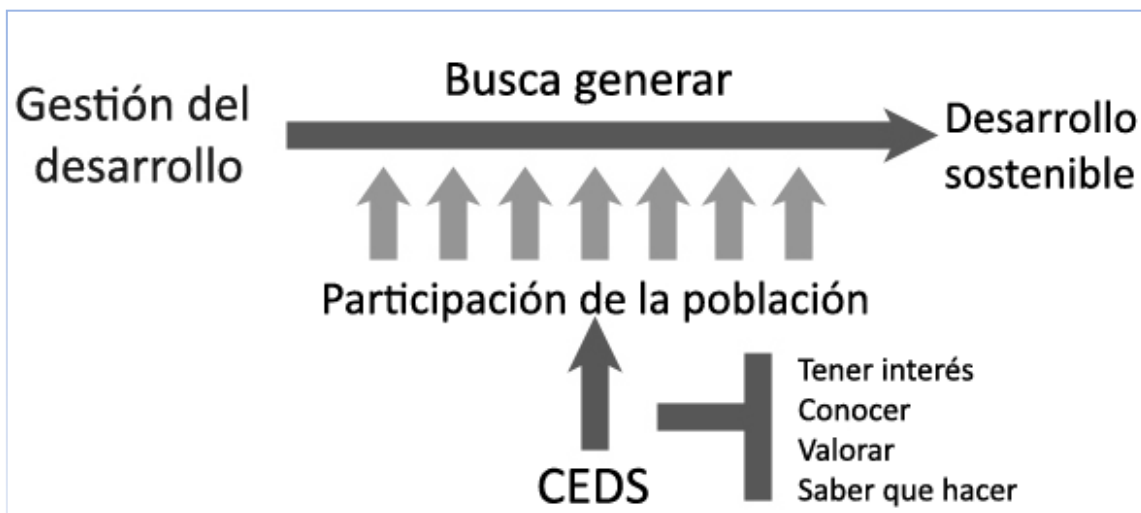 Busca generar
Gestión del
desarrollo
Desarrollo
sostenible
Participación de la población
Tener interés
Conocer
Valorar
Saber que hacer
CEDS